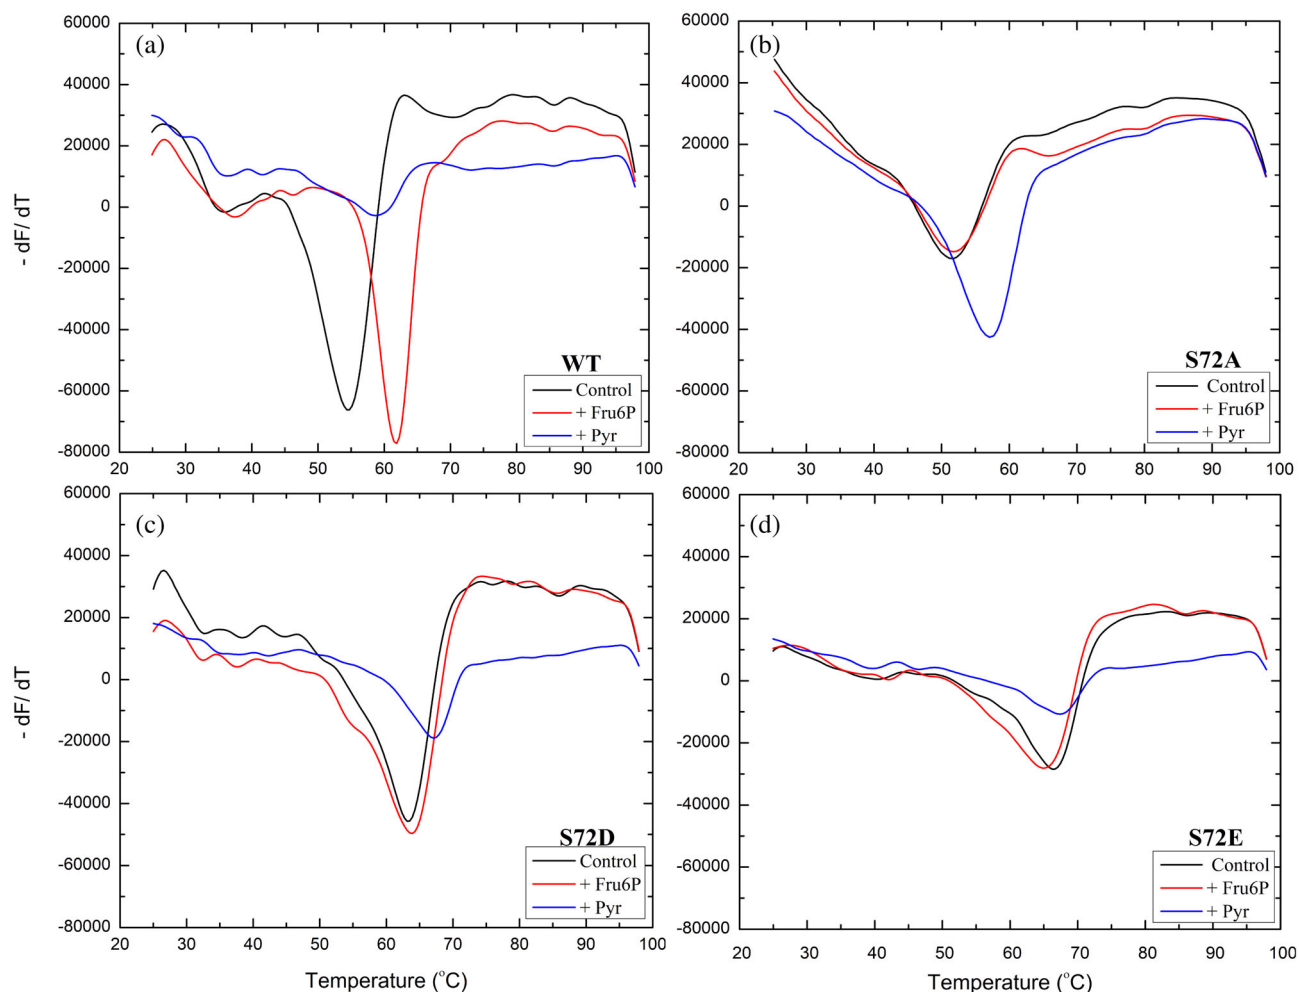 (a)
60000
40000
20000
0
-20000
-40000
-60000
-80000
- dF/ dT
20 30 40 50 60 70 80 90 100
WT
Control
+ Fru6P
+ Pyr
(b)
60000
40000
20000
0
-20000
-40000
-60000
-80000
20 30 40 50 60 70 80 90 100
S72A
Control
+ Fru6P
+ Pyr
(c)
60000
40000
20000
0
-20000
-40000
-60000
-80000
- dF/ dT
20 30 40 50 60 70 80 90 100
Temperature (°C)
S72D
Control
+ Fru6P
+ Pyr
(d)
60000
40000
20000
0
-20000
-40000
-60000
-80000
20 30 40 50 60 70 80 90 100
Temperature (°C)
S72E
Control
+ Fru6P
+ Pyr